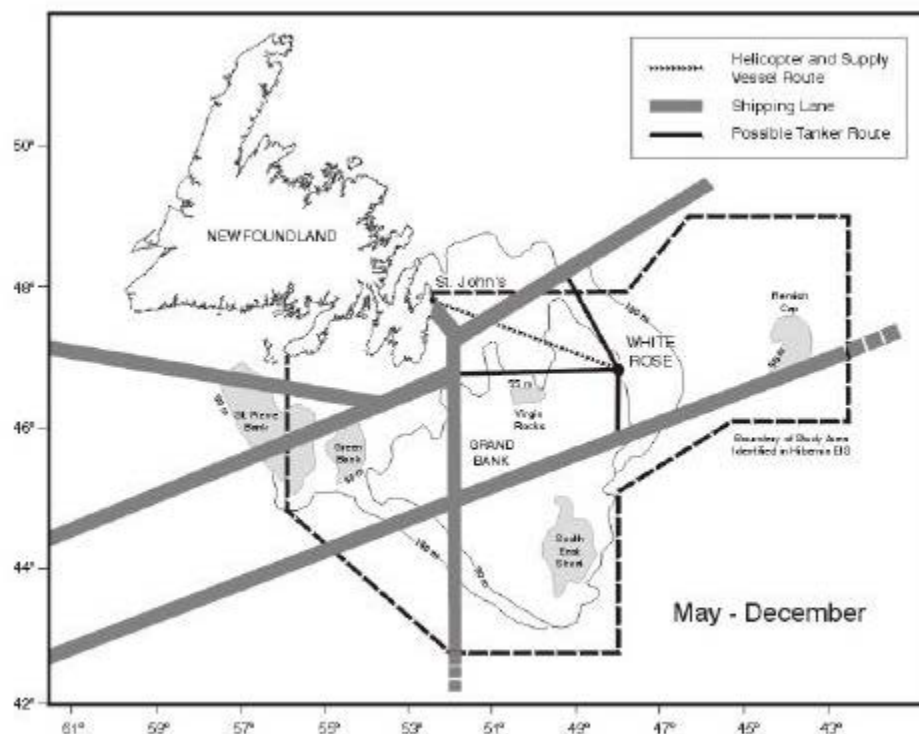 Helicopter and Supply
Vessel Route
Shipping Lane
Possible Tanker Route
50°
NEWFOUNDLAND
St. John's
48°
100 m
Flemish
Cap
WHITE
ROSE
55 m
St. Pierre
Bank
Virgin
Rocks
46°
Green
Bank
GRAND
BANK
Boundary of Study Area
Identified in Hibernia EIS
South
East
Shoal
44°
May - December
42°
61°
59°
57°
55°
53°
51°
49°
47°
45°
43°